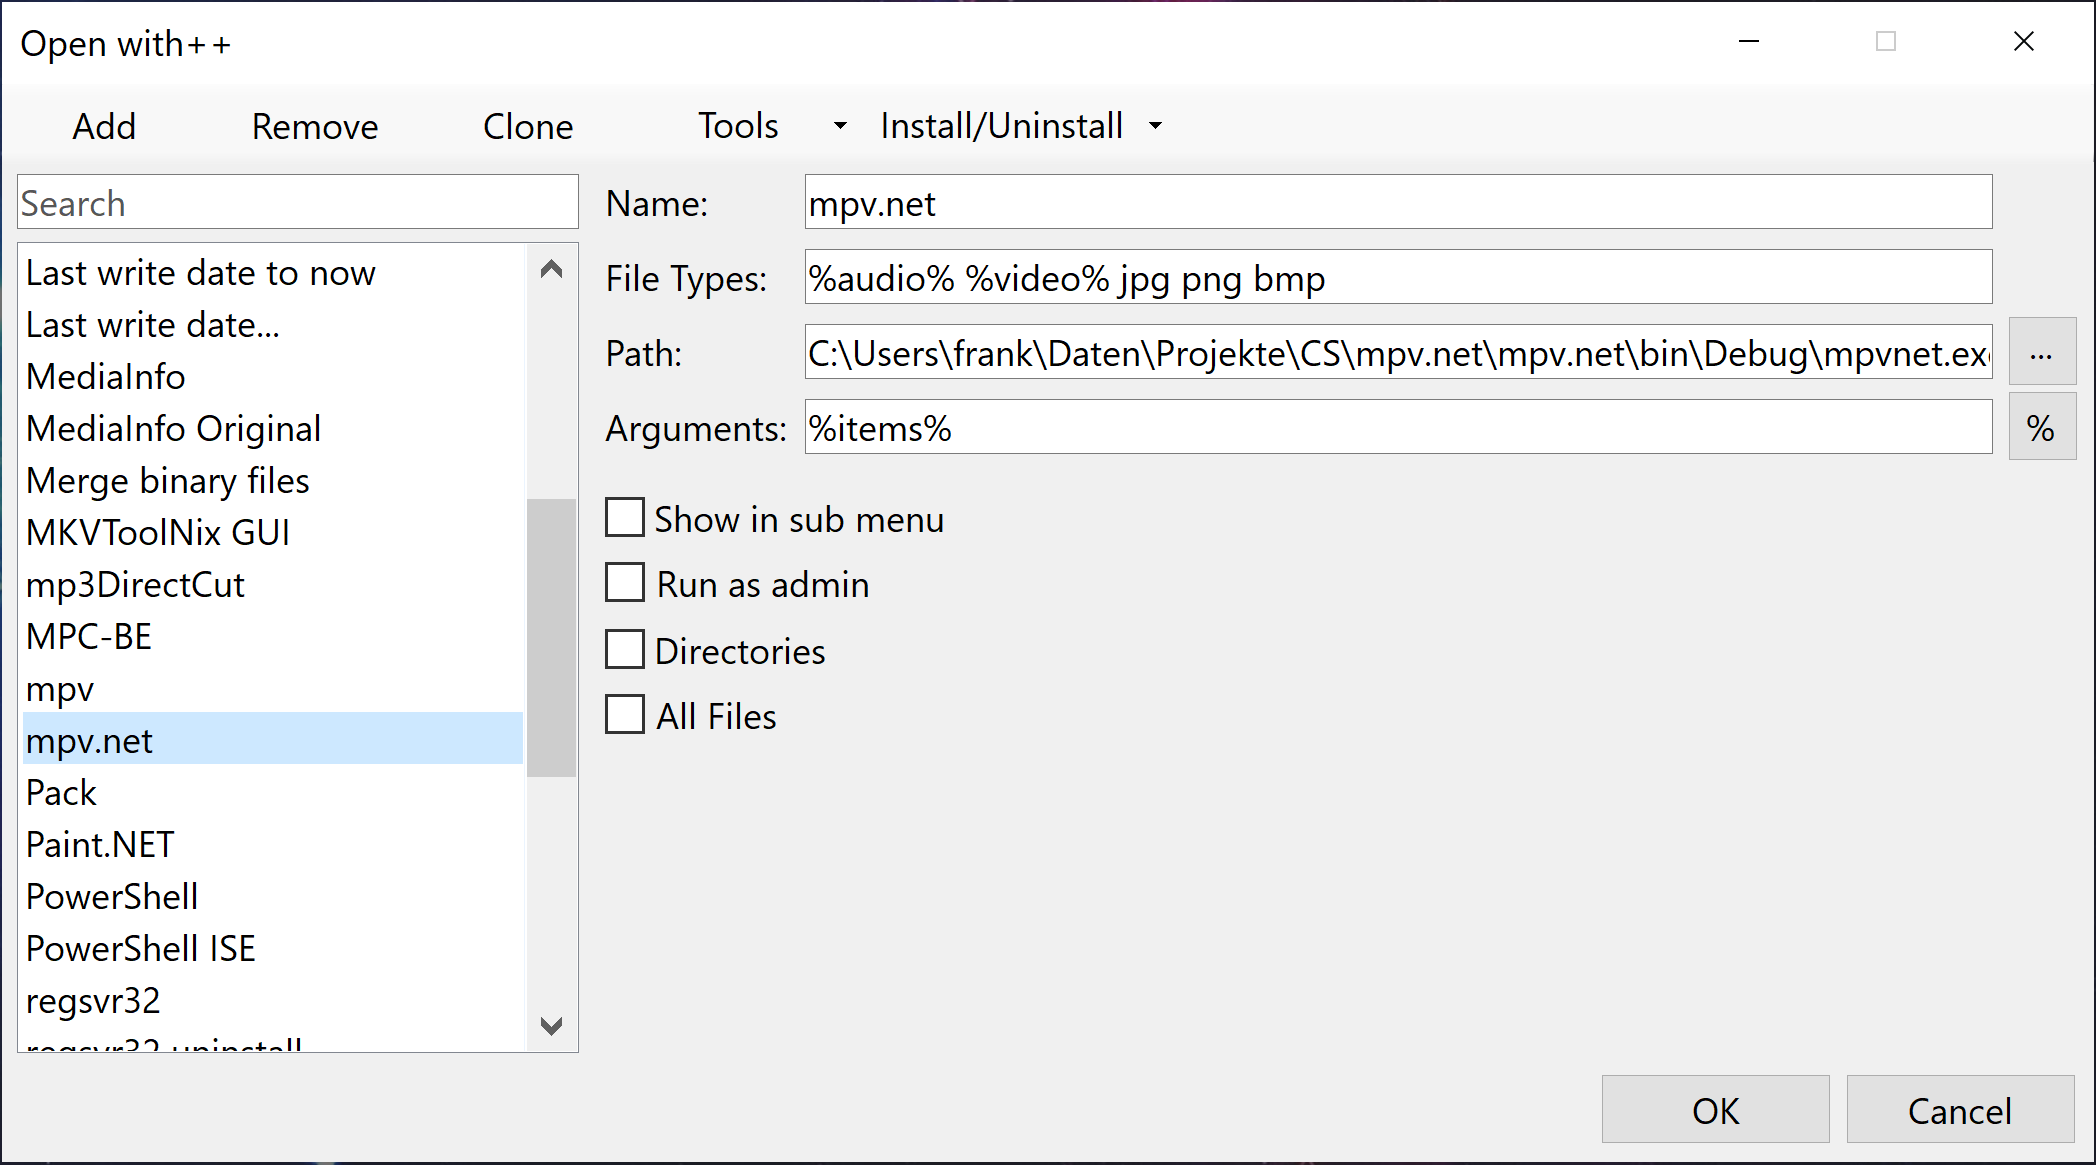 Open with++
Add Remove Clone Tools Install/Uninstall
Search
Last write date to now
Last write date...
MediaInfo
MediaInfo Original
Merge binary files
MKVToolNix GUI
mp3DirectCut
MPC-BE
mpv
mpv.net
Pack
Paint.NET
PowerShell
PowerShell ISE
regsvr32
regsvr32 uninstall
Name: mpv.net
File Types: %audio% %video% jpg png bmp
Path: C:\Users\frank\Daten\Projekte\CS\mpv.net\mpv.net\bin\Debug\mpvnet.exe ...
Arguments: %items% %
Show in sub menu
Run as admin
Directories
All Files
OK Cancel